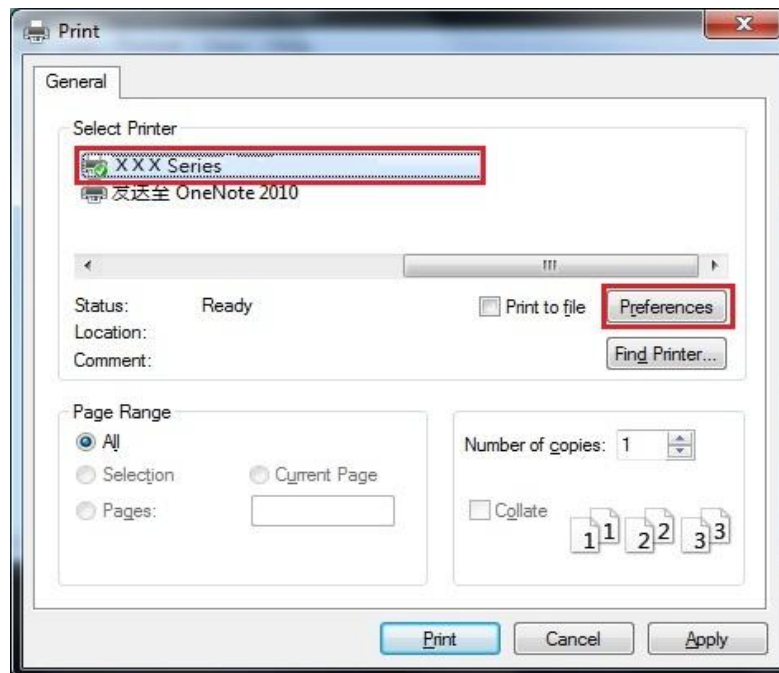 Print
General
Select Printer
XXX Series
发送至 OneNote 2010
Status: Ready Print to file Preferences
Location:
Comment: Find Printer...
Page Range
All Number of copies: 1
Selection Current Page
Pages: Collate
1 1 2 2 3 3
Print Cancel Apply